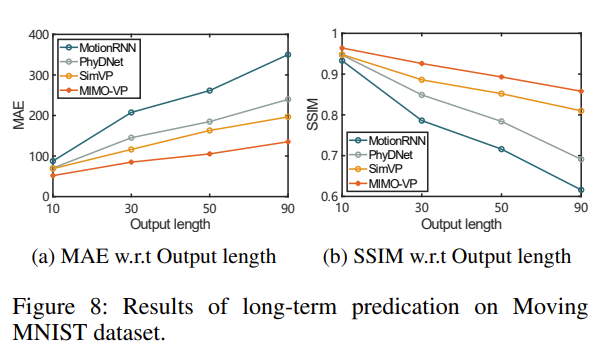 400
300
200
100
0
MAE
MotionRNN
PhyDNet
SimVP
MIMO-VP
10 30 50 90
Output length
(a) MAE w.r.t Output length
1
0.9
0.8
0.7
0.6
SSIM
MotionRNN
PhyDNet
SimVP
MIMO-VP
10 30 50 90
Output length
(b) SSIM w.r.t Output length
Figure 8: Results of long-term predication on Moving
MNIST dataset.